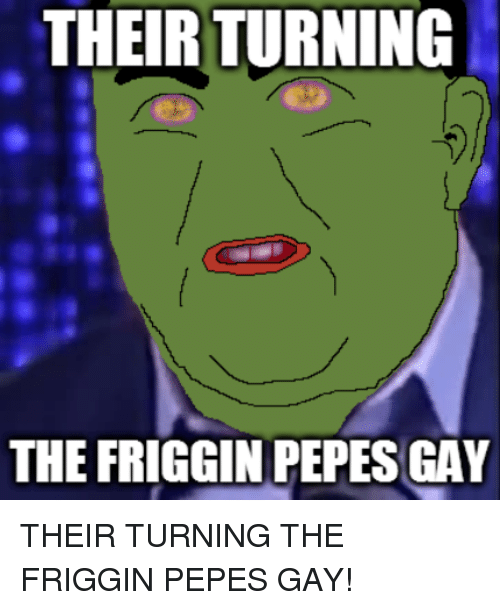 THEIR TURNING
THE FRIGGIN PEPES GAY
THEIR TURNING THE
FRIGGIN PEPES GAY!